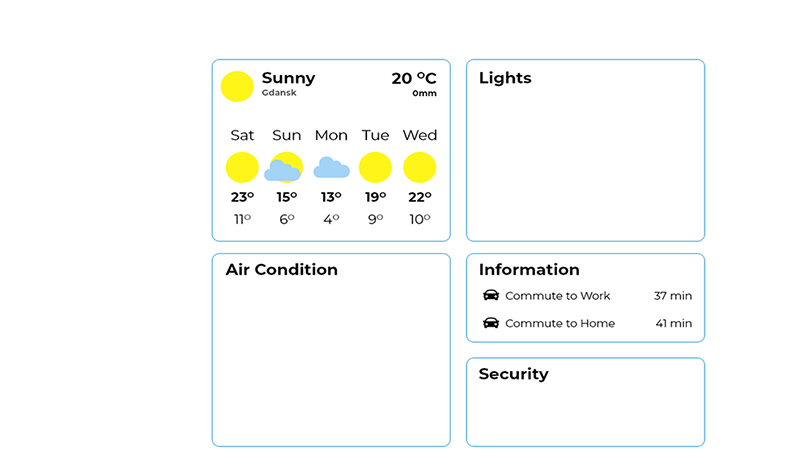 Sunny 20 °C
Gdansk 0mm
Sat Sun Mon Tue Wed
23° 15° 13° 19° 22°
11° 6° 4° 9° 10°
Lights
Air Condition
Information
Commute to Work 37 min
Commute to Home 41 min
Security